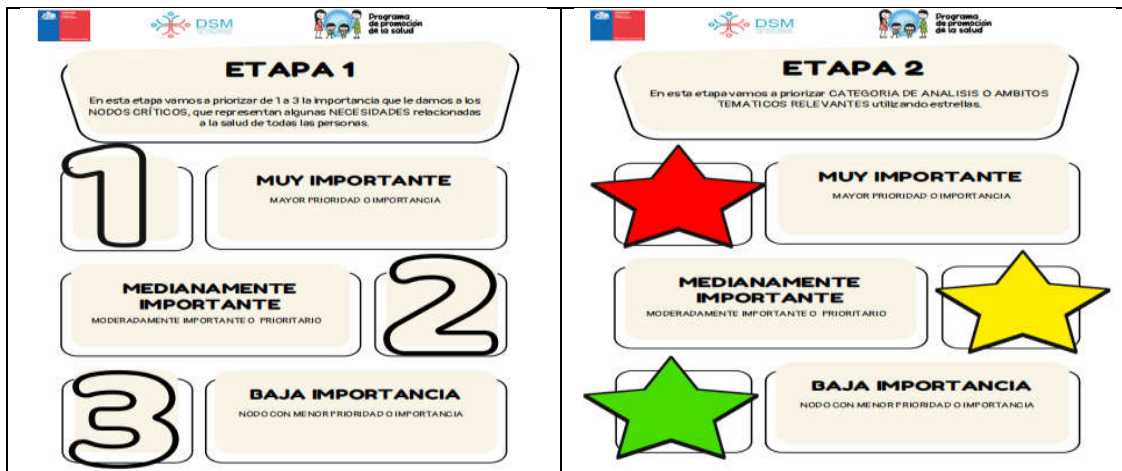 DSM
Programa
de promoción
de la salud
ETAPA 1
En esta etapa vamos a priorizar de 1 a 3 la importancia que le damos a los
NODOS CRÍTICOS, que representan algunas NECESIDADES relacionadas
a la salud de todas las personas.
1
MUY IMPORTANTE
MAYOR PRIORIDAD O IMPORTANCIA
MEDIANAMENTE
IMPORTANTE
MODERADAMENTE IMPORTANTE O PRIORITARIO
2
3
BAJA IMPORTANCIA
NODO CON MENOR PRIORIDAD O IMPORTANCIA
DSM
Programa
de promoción
de la salud
ETAPA 2
En esta etapa vamos a priorizar CATEGORIA DE ANALISIS O AMBITOS
TEMATICOS RELEVANTES utilizando estrellas.
MUY IMPORTANTE
MAYOR PRIORIDAD O IMPORTANCIA
MEDIANAMENTE
IMPORTANTE
MODERADAMENTE IMPORTANTE O PRIORITARIO
BAJA IMPORTANCIA
NODO CON MENOR PRIORIDAD O IMPORTANCIA